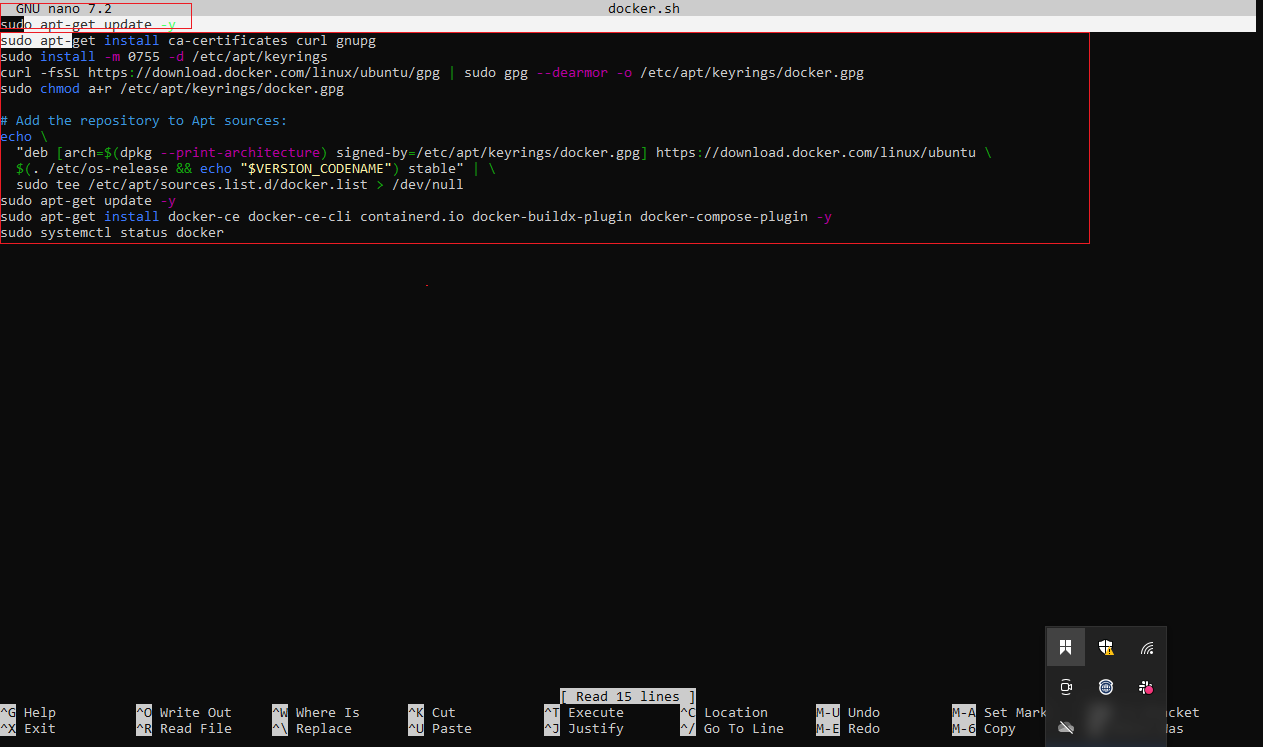 GNU nano 7.2 docker.sh
sudo apt-get update -y
sudo apt-get install ca-certificates curl gnupg
sudo install -m 0755 -d /etc/apt/keyrings
curl -fsSL https://download.docker.com/linux/ubuntu/gpg | sudo gpg --dearmor -o /etc/apt/keyrings/docker.gpg
sudo chmod a+r /etc/apt/keyrings/docker.gpg
# Add the repository to Apt sources:
echo \
"deb [arch=$(dpkg --print-architecture) signed-by=/etc/apt/keyrings/docker.gpg] https://download.docker.com/linux/ubuntu \
$(. /etc/os-release && echo "$VERSION_CODENAME") stable" | \
sudo tee /etc/apt/sources.list.d/docker.list > /dev/null
sudo apt-get update -y
sudo apt-get install docker-ce docker-ce-cli containerd.io docker-buildx-plugin docker-compose-plugin -y
sudo systemctl status docker
[ Read 15 lines ]
^G Help ^O Write Out ^W Where Is ^K Cut ^T Execute ^C Location M-U Undo M-A Set Mark
^X Exit ^R Read File ^\ Replace ^U Paste ^J Justify ^/ Go To Line M-E Redo M-6 Copy